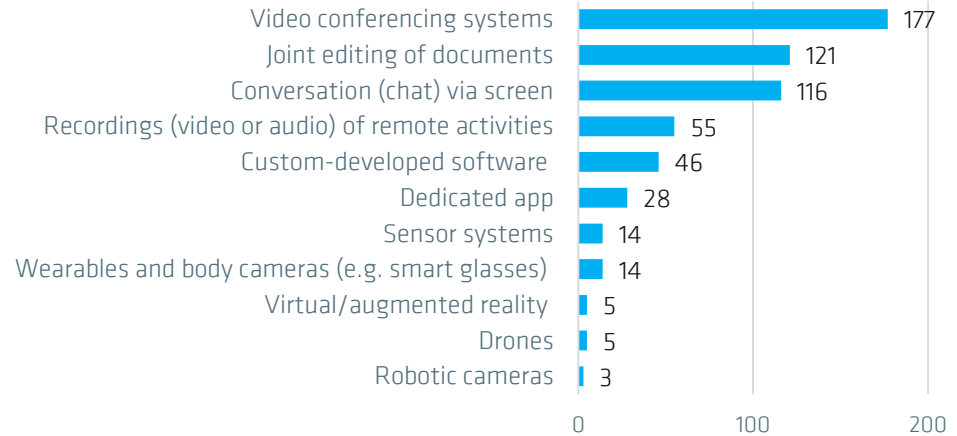 Video conferencing systems 177
Joint editing of documents 121
Conversation (chat) via screen 116
Recordings (video or audio) of remote activities 55
Custom-developed software 46
Dedicated app 28
Sensor systems 14
Wearables and body cameras (e.g. smart glasses) 14
Virtual/augmented reality 5
Drones 5
Robotic cameras 3
0 100 200